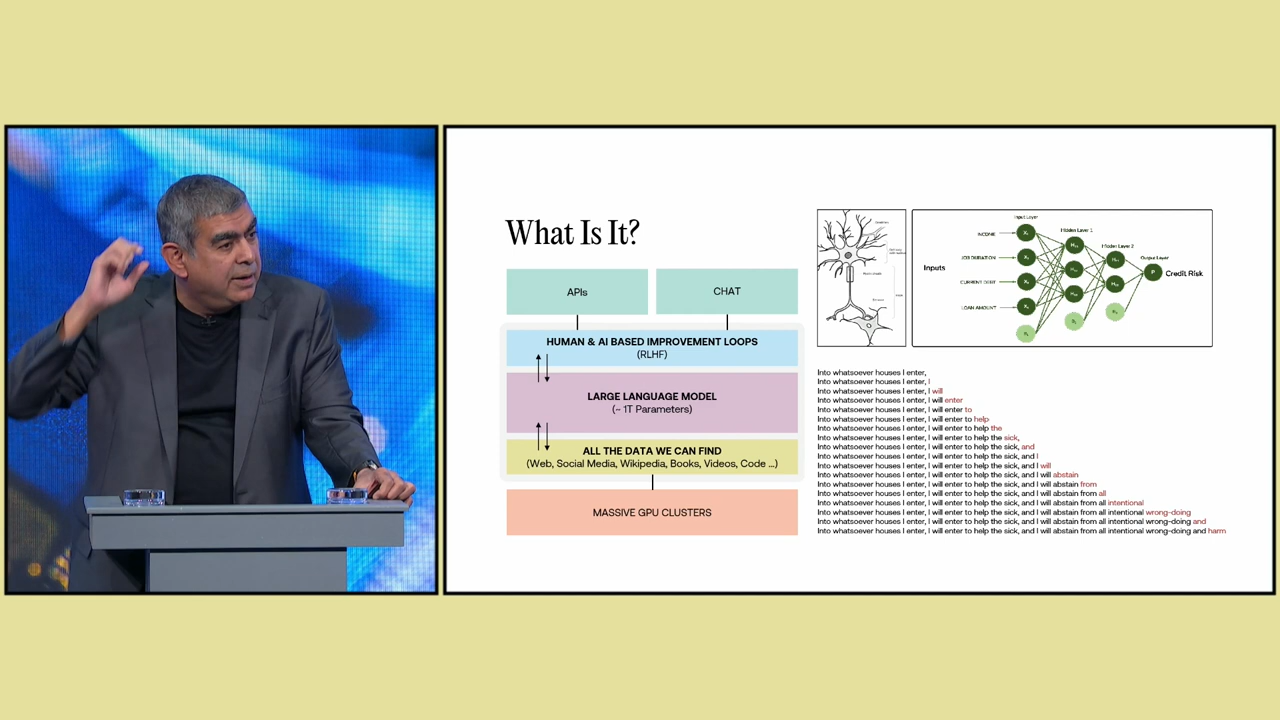 What Is It?
APIs
CHAT
HUMAN & AI BASED IMPROVEMENT LOOPS
(RLHF)
LARGE LANGUAGE MODEL
(~ 1T Parameters)
ALL THE DATA WE CAN FIND
(Web, Social Media, Wikipedia, Books, Videos, Code ...)
MASSIVE GPU CLUSTERS
Input Layer
Hidden Layer 1
Hidden Layer 2
Output Layer
Inputs
INCOME
JOB DURATION
CURRENT DEBT
LOAN AMOUNT
P
Credit Risk
Into whatsoever houses I enter,
Into whatsoever houses I enter, I
Into whatsoever houses I enter, I will
Into whatsoever houses I enter, I will enter
Into whatsoever houses I enter, I will enter to
Into whatsoever houses I enter, I will enter to help
Into whatsoever houses I enter, I will enter to help the
Into whatsoever houses I enter, I will enter to help the sick,
Into whatsoever houses I enter, I will enter to help the sick, and
Into whatsoever houses I enter, I will enter to help the sick, and I
Into whatsoever houses I enter, I will enter to help the sick, and I will
Into whatsoever houses I enter, I will enter to help the sick, and I will abstain
Into whatsoever houses I enter, I will enter to help the sick, and I will abstain from
Into whatsoever houses I enter, I will enter to help the sick, and I will abstain from all
Into whatsoever houses I enter, I will enter to help the sick, and I will abstain from all intentional
Into whatsoever houses I enter, I will enter to help the sick, and I will abstain from all intentional wrong-doing
Into whatsoever houses I enter, I will enter to help the sick, and I will abstain from all intentional wrong-doing and
Into whatsoever houses I enter, I will enter to help the sick, and I will abstain from all intentional wrong-doing and harm